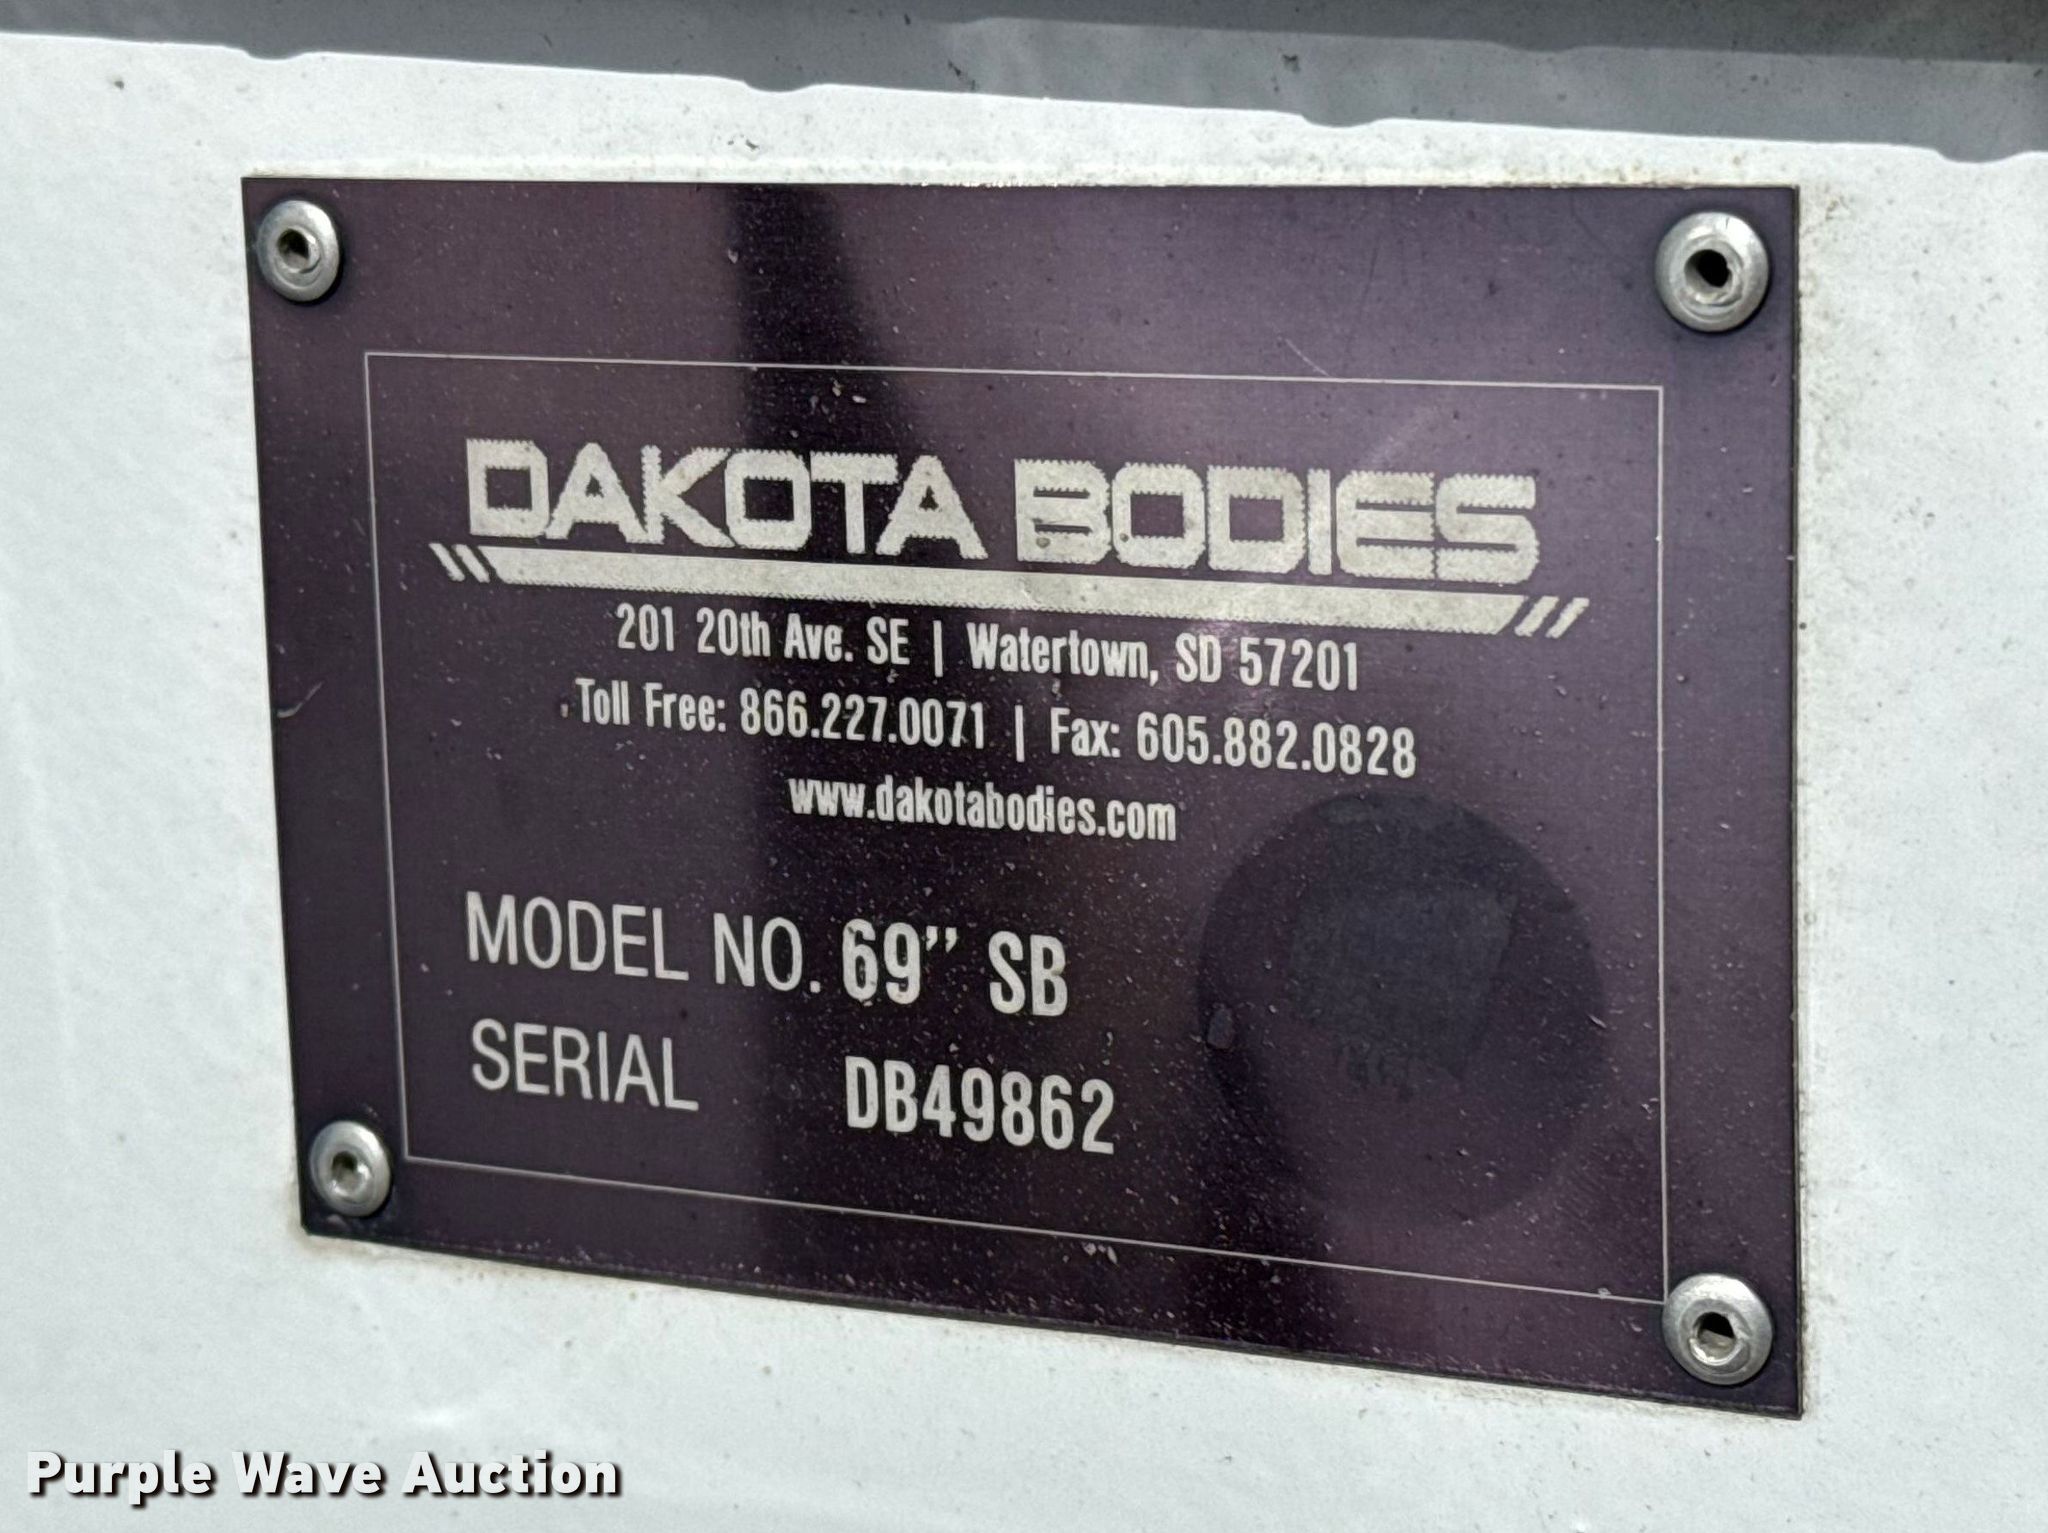 DAKOTA BODIES
201 20th Ave. SE | Watertown, SD 57201
Toll Free: 866.227.0071 | Fax: 605.882.0828
www.dakotabodies.com
MODEL NO. 69" SB
SERIAL DB49862
Purple Wave Auction